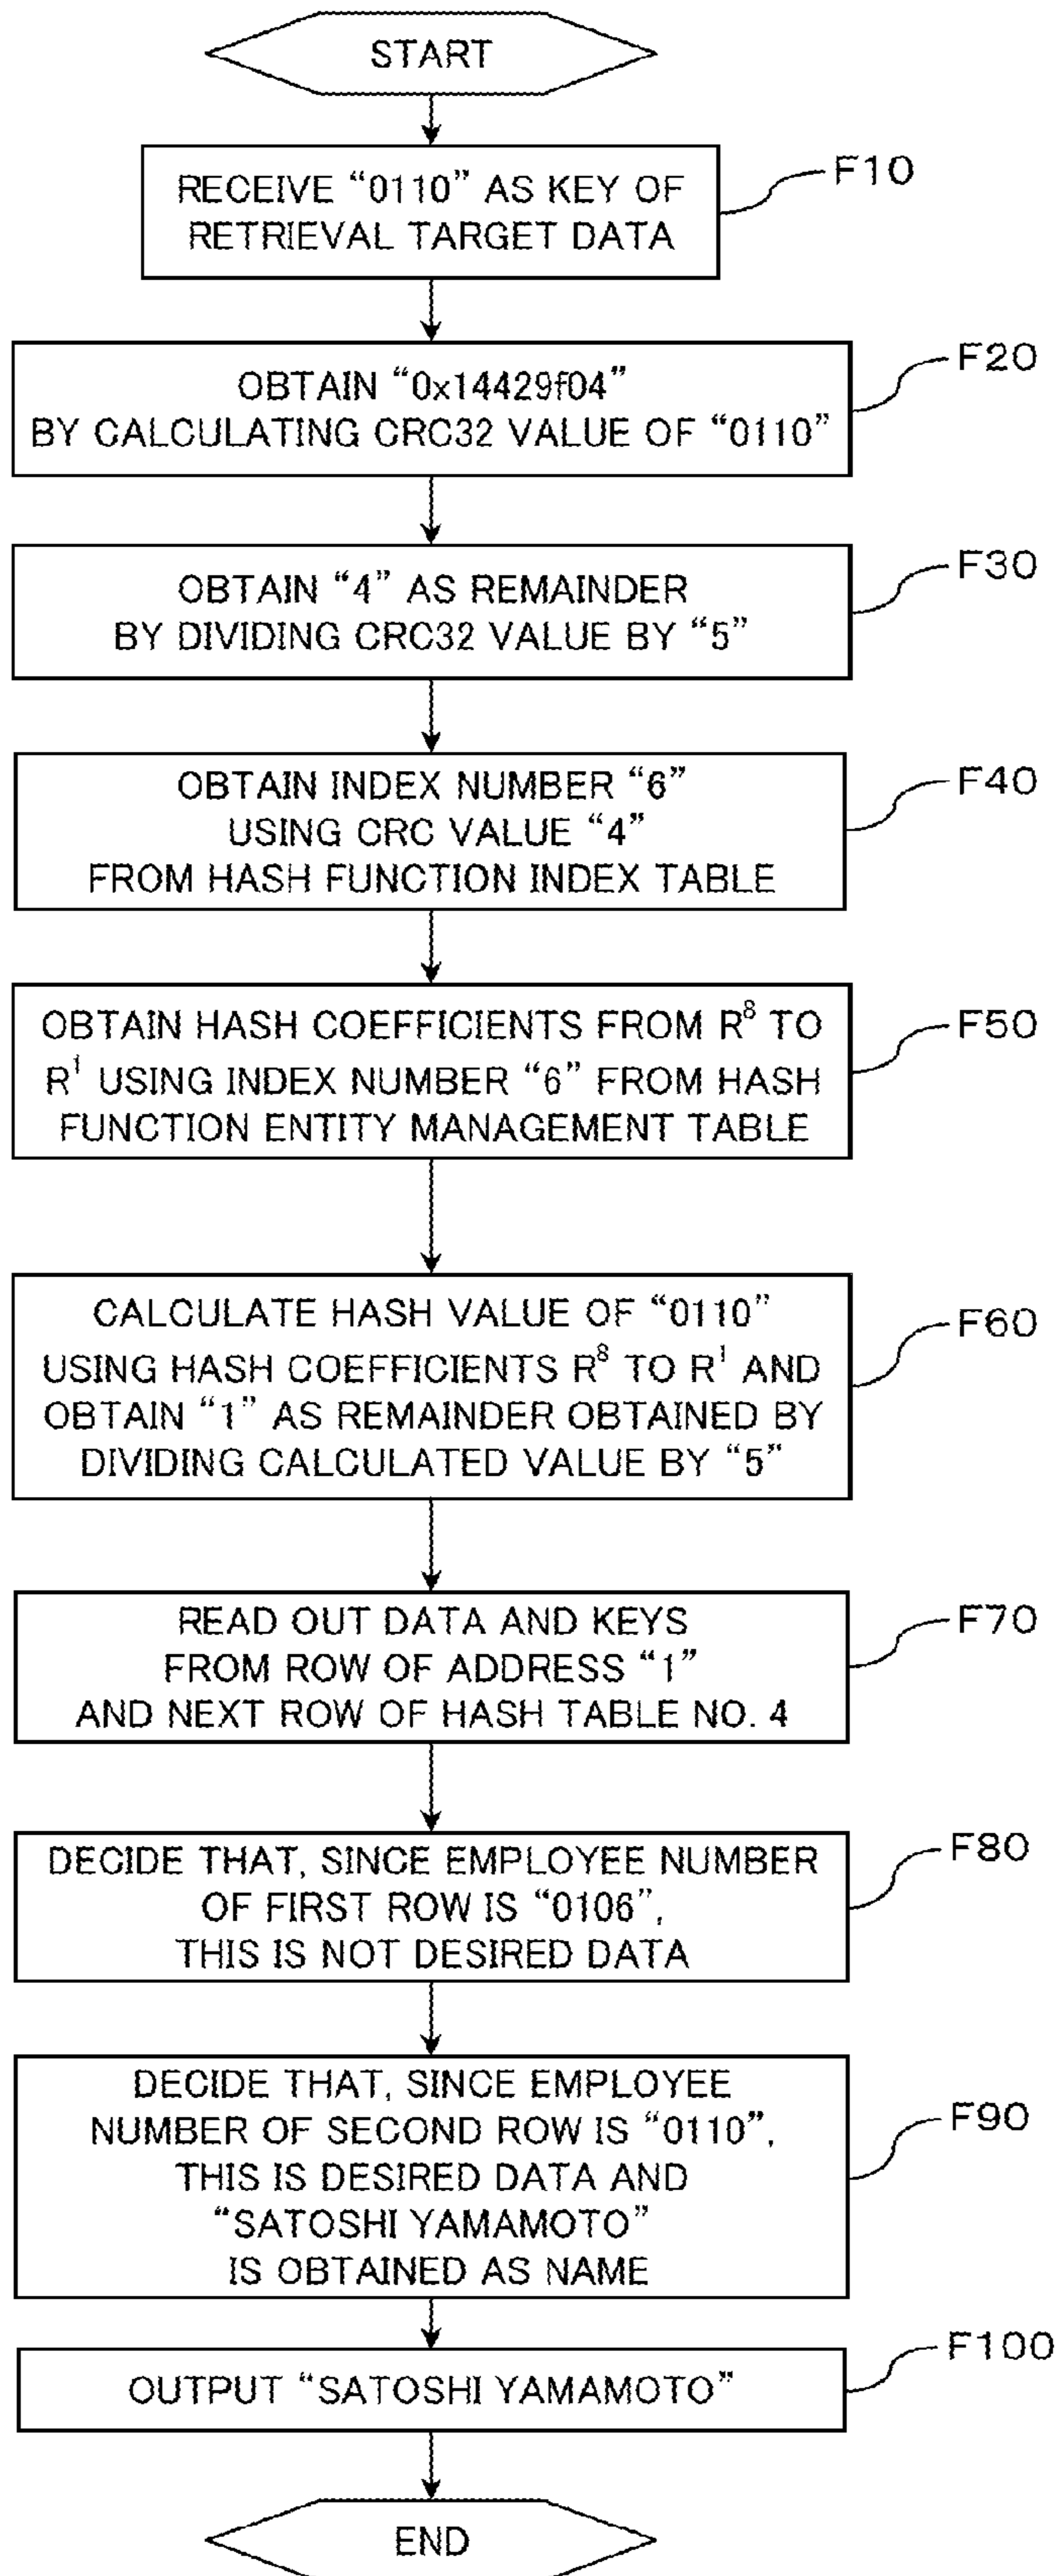 START
RECEIVE “0110” AS KEY OF
RETRIEVAL TARGET DATA
F10
OBTAIN “0x14429f04”
BY CALCULATING CRC32 VALUE OF “0110”
F20
OBTAIN “4” AS REMAINDER
BY DIVIDING CRC32 VALUE BY “5”
F30
OBTAIN INDEX NUMBER “6”
USING CRC VALUE “4”
FROM HASH FUNCTION INDEX TABLE
F40
OBTAIN HASH COEFFICIENTS FROM R⁸ TO
R¹ USING INDEX NUMBER “6” FROM HASH
FUNCTION ENTITY MANAGEMENT TABLE
F50
CALCULATE HASH VALUE OF “0110”
USING HASH COEFFICIENTS R⁸ TO R¹ AND
OBTAIN “1” AS REMAINDER OBTAINED BY
DIVIDING CALCULATED VALUE BY “5”
F60
READ OUT DATA AND KEYS
FROM ROW OF ADDRESS “1”
AND NEXT ROW OF HASH TABLE NO. 4
F70
DECIDE THAT, SINCE EMPLOYEE NUMBER
OF FIRST ROW IS “0106”,
THIS IS NOT DESIRED DATA
F80
DECIDE THAT, SINCE EMPLOYEE
NUMBER OF SECOND ROW IS “0110”,
THIS IS DESIRED DATA AND
“SATOSHI YAMAMOTO”
IS OBTAINED AS NAME
F90
OUTPUT “SATOSHI YAMAMOTO”
F100
END